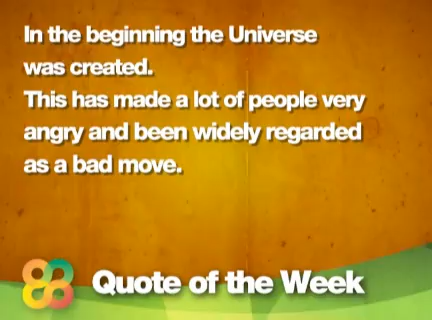 In the beginning the Universe
was created.
This has made a lot of people very
angry and been widely regarded
as a bad move.
Quote of the Week